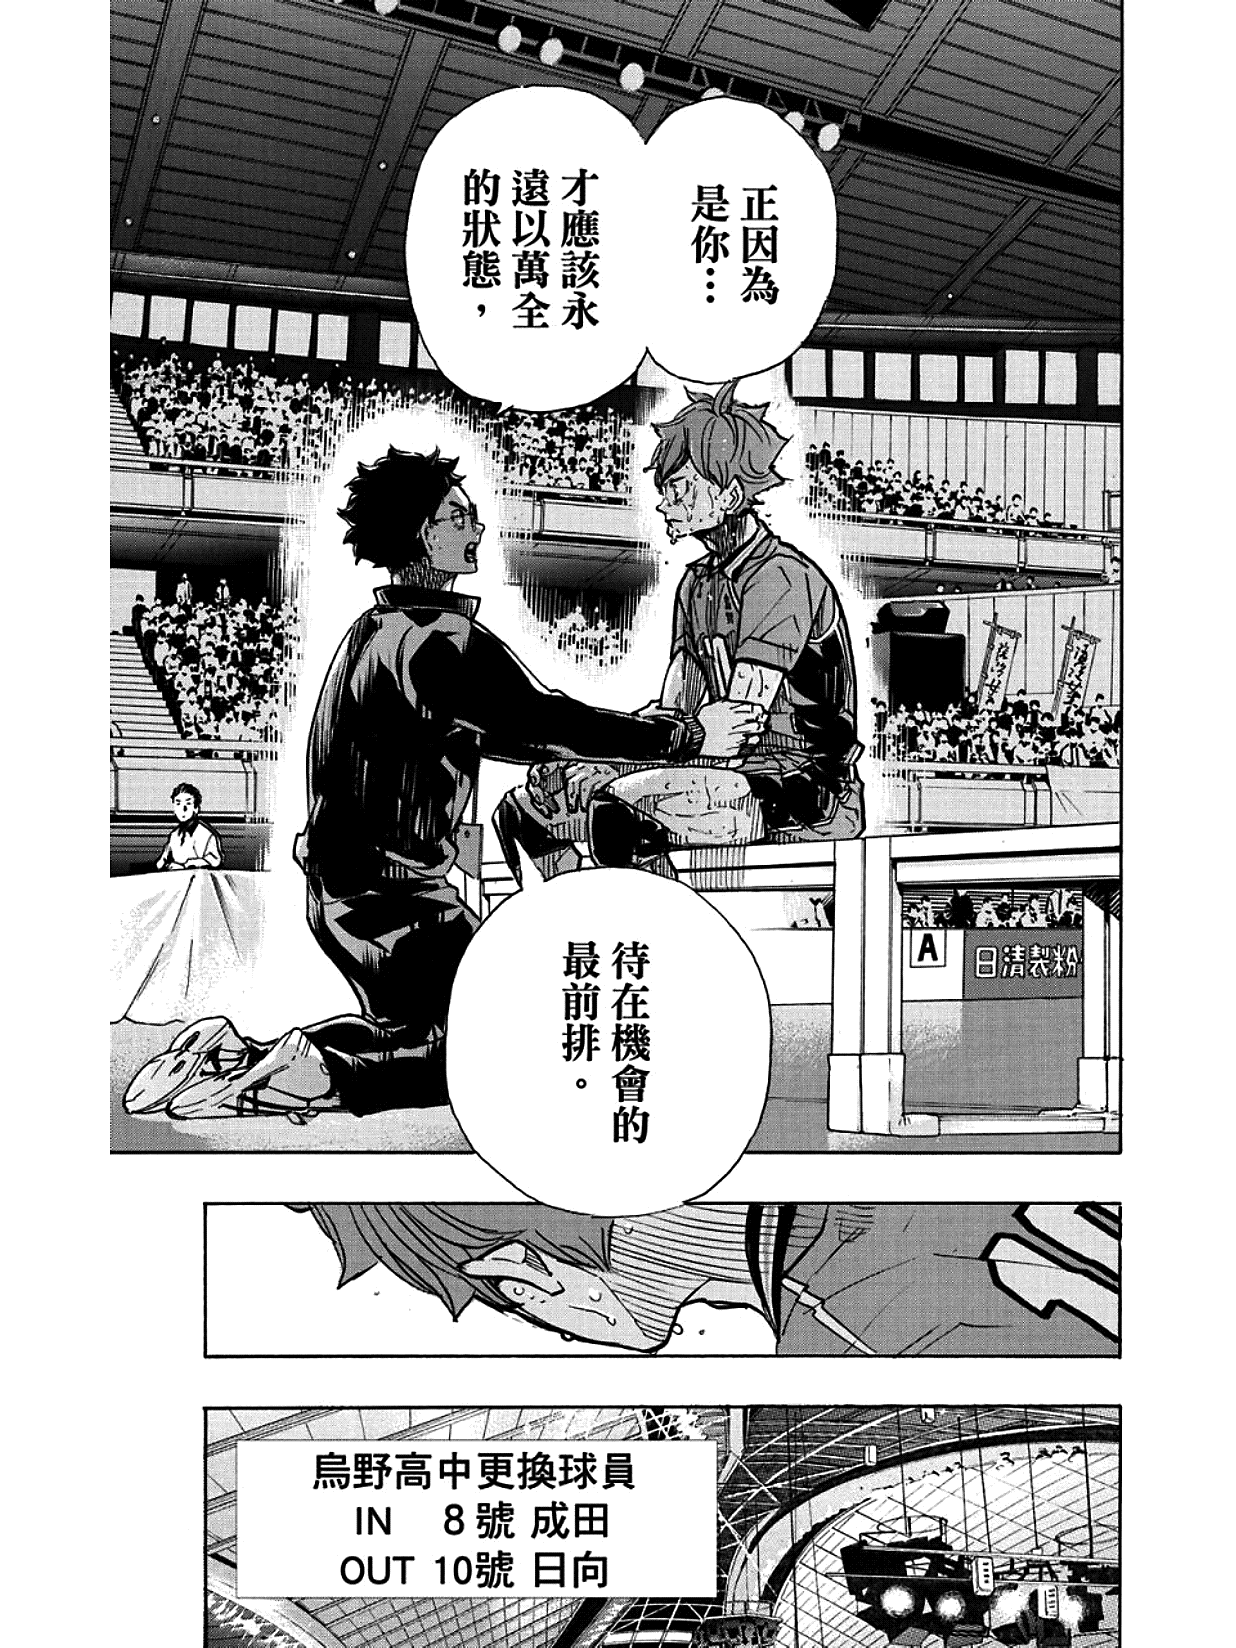 正因為
是你…
才應該永
遠以萬全
的狀態，
待在機會的
最前排。
A
日清製粉
烏野高中更換球員
IN 8號 成田
OUT 10號 日向